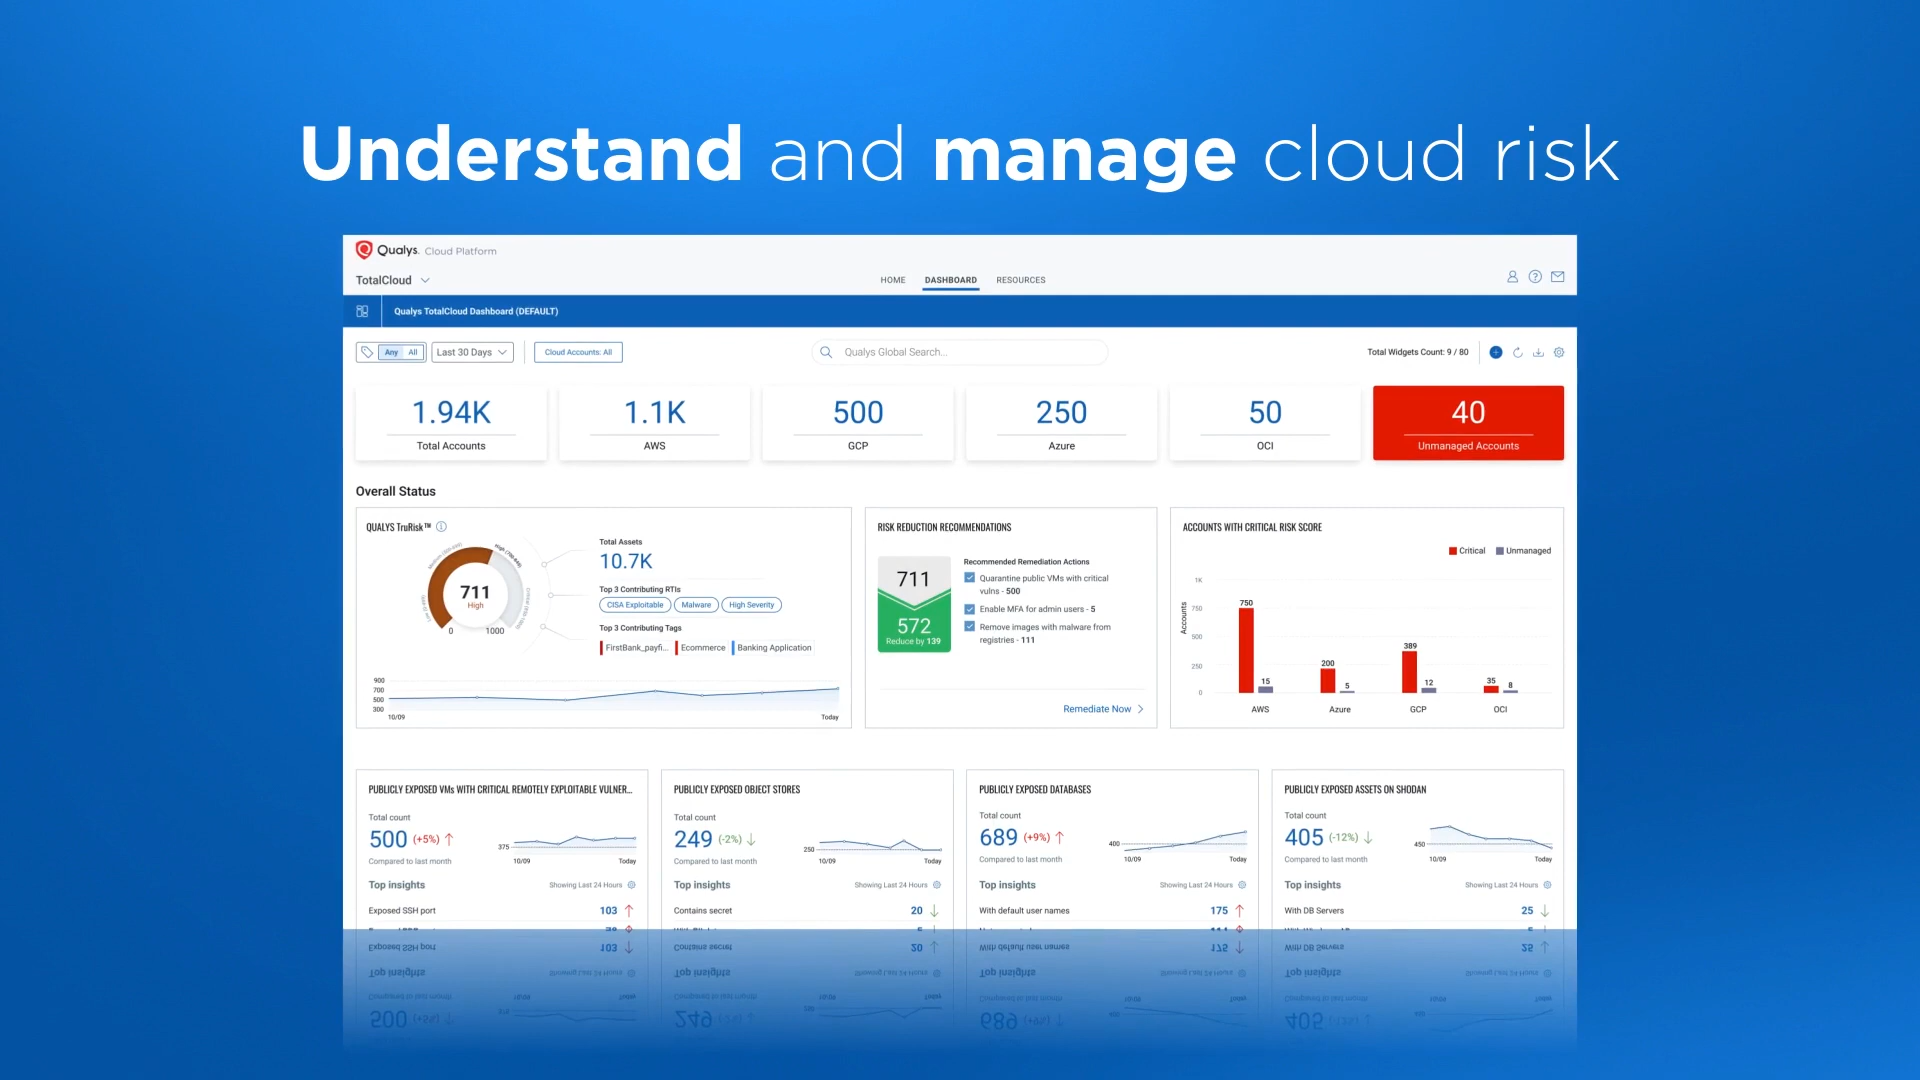 Understand and manage cloud risk
Qualys. Cloud Platform
TotalCloud
HOME DASHBOARD RESOURCES
Qualys TotalCloud Dashboard (DEFAULT)
Any All Last 30 Days Cloud Accounts: All Qualys Global Search... Total Widgets Count: 9 / 80
1.94K 1.1K 500 250 50 40
Total Accounts AWS GCP Azure OCI Unmanaged Accounts
Overall Status
QUALYS TruRisk™
High (700-849)
711
High
0 1000
Total Assets
10.7K
Top 3 Contributing RTIs
CISA Exploitable Malware High Severity
Top 3 Contributing Tags
FirstBank_payfi... Ecommerce Banking Application
900
700
500
300
10/09 Today
RISK REDUCTION RECOMMENDATIONS
711
572
Reduce by 139
Recommended Remediation Actions
Quarantine public VMs with critical
vulns - 500
Enable MFA for admin users - 5
Remove images with malware from
registries - 111
Remediate Now
ACCOUNTS WITH CRITICAL RISK SCORE
Critical Unmanaged
Accounts
1K
750
500
250
0
750 15 200 5 389 12 35 8
AWS Azure GCP OCI
PUBLICLY EXPOSED VMs WITH CRITICAL REMOTELY EXPLOITABLE VULNER...
Total count
500 (+5%)
Compared to last month
375
10/09 Today
Top insights Showing Last 24 Hours
Exposed SSH port 103
PUBLICLY EXPOSED OBJECT STORES
Total count
249 (-2%)
Compared to last month
250
10/09 Today
Top insights Showing Last 24 Hours
Contains secret 20
PUBLICLY EXPOSED DATABASES
Total count
689 (+9%)
Compared to last month
400
10/09 Today
Top insights Showing Last 24 Hours
With default user names 175
PUBLICLY EXPOSED ASSETS ON SHODAN
Total count
405 (-12%)
Compared to last month
450
10/09 Today
Top insights Showing Last 24 Hours
With DB Servers 25